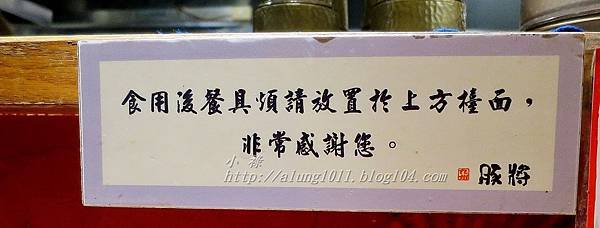 食用後餐具煩請放置於上方檯面，
非常感謝您。
小祿
http://alung1011.blog104.com/
豚將